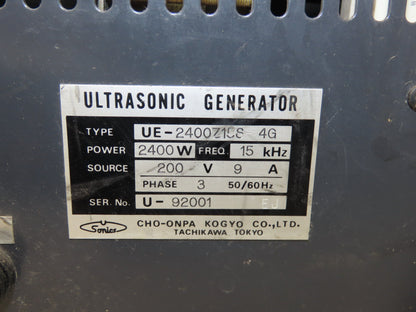 ULTRASONIC GENERATOR
TYPE UE-2400Z15S-4G
POWER 2400 W FREQ. 15 kHz
SOURCE 200 V 9 A
PHASE 3 50/60Hz
SER. No. U-92001 EJ
U Sonics CHO-ONPA KOGYO CO.,LTD.
TACHIKAWA TOKYO